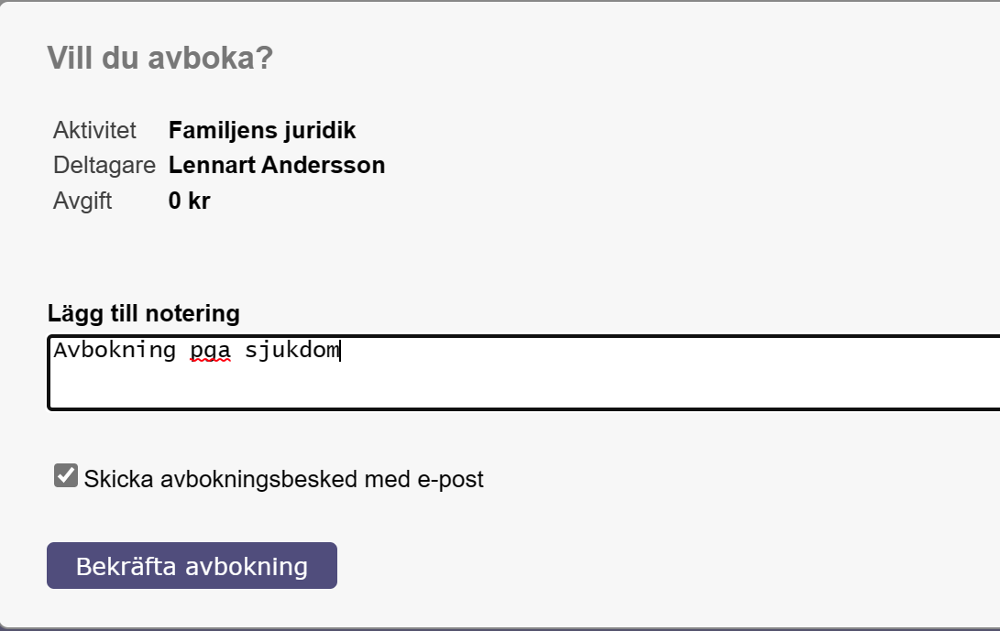 Vill du avboka?
Aktivitet Familjens juridik
Deltagare Lennart Andersson
Avgift 0 kr
Lägg till notering
Avbokning pga sjukdom
Skicka avbokningsbesked med e-post
Bekräfta avbokning